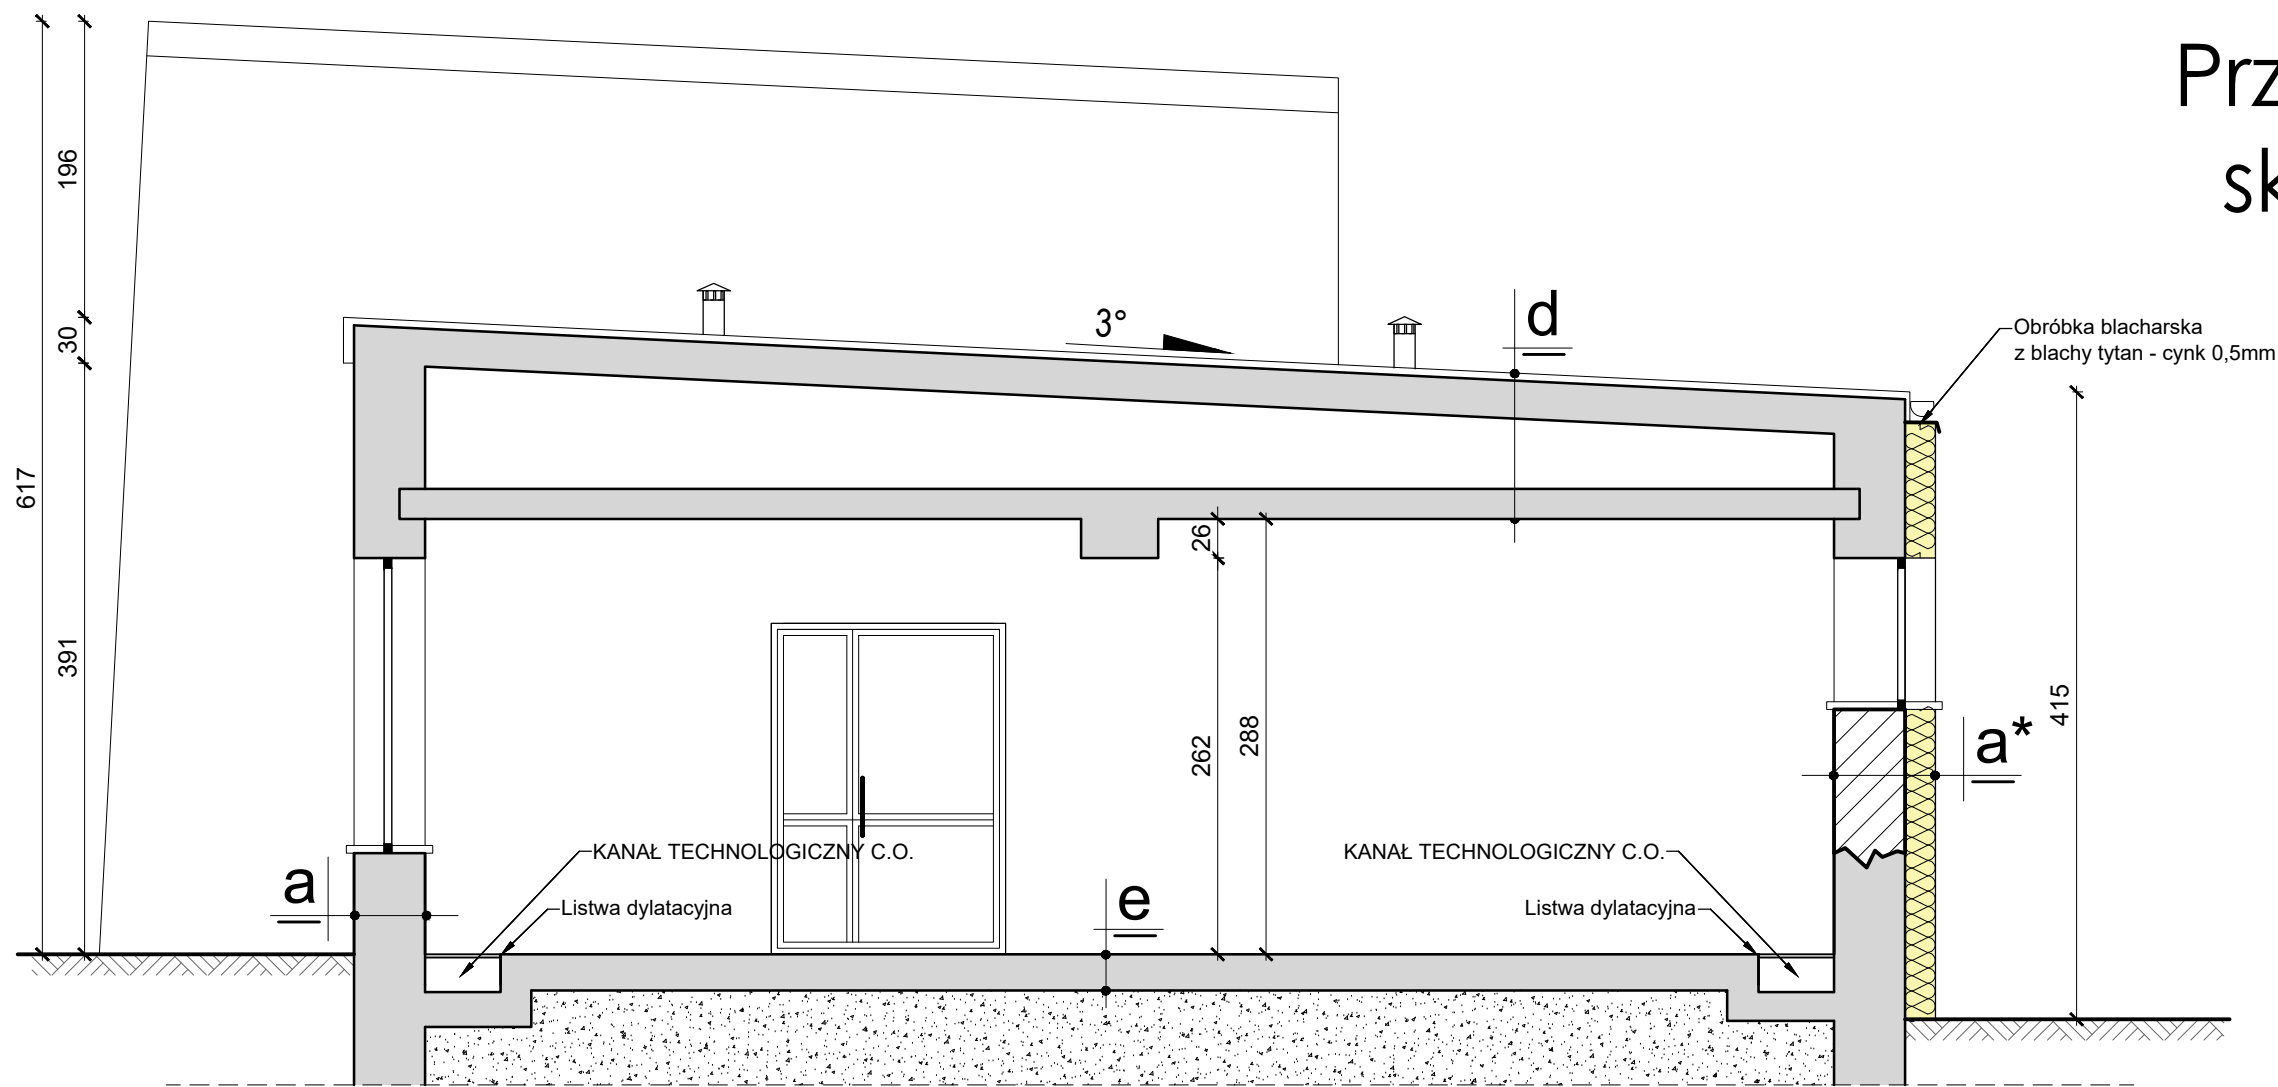 Prz
sk
196
30
617
391
3°
d
Obróbka blacharska
z blachy tytan - cynk 0,5mm
26
262
288
415
a*
KANAŁ TECHNOLOGICZNY C.O.
KANAŁ TECHNOLOGICZNY C.O.
a
Listwa dylatacyjna
e
Listwa dylatacyjna